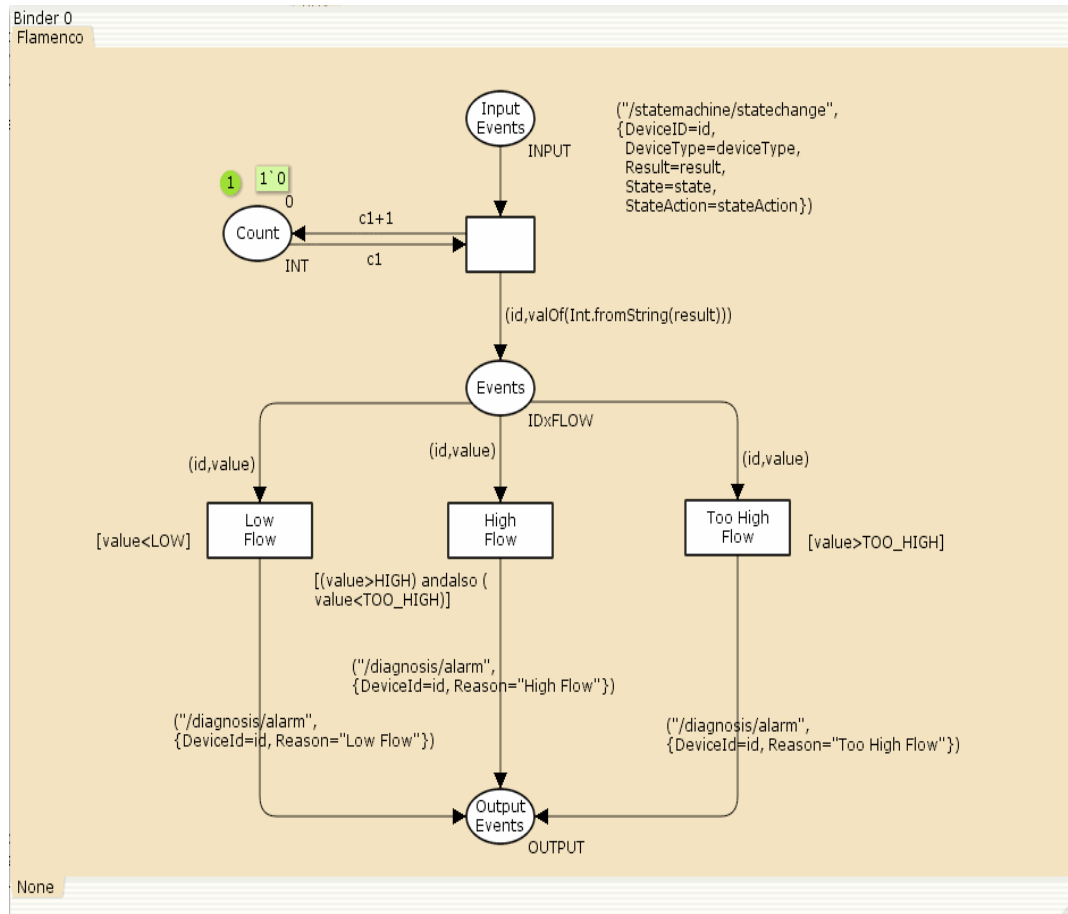 Binder 0
Flamenco
Input
Events
INPUT
("/statemachine/statechange",
{DeviceID=id,
DeviceType=deviceType,
Result=result,
State=state,
StateAction=stateAction})
1
1`0
0
Count
INT
c1+1
c1
(id,valOf(Int.fromString(result)))
Events
IDxFLOW
(id,value)
(id,value)
(id,value)
Low
Flow
[value<LOW]
High
Flow
[(value>HIGH) andalso (
value<TOO_HIGH)]
Too High
Flow
[value>TOO_HIGH]
("/diagnosis/alarm",
{DeviceId=id, Reason="High Flow"})
("/diagnosis/alarm",
{DeviceId=id, Reason="Low Flow"})
("/diagnosis/alarm",
{DeviceId=id, Reason="Too High Flow"})
Output
Events
OUTPUT
None